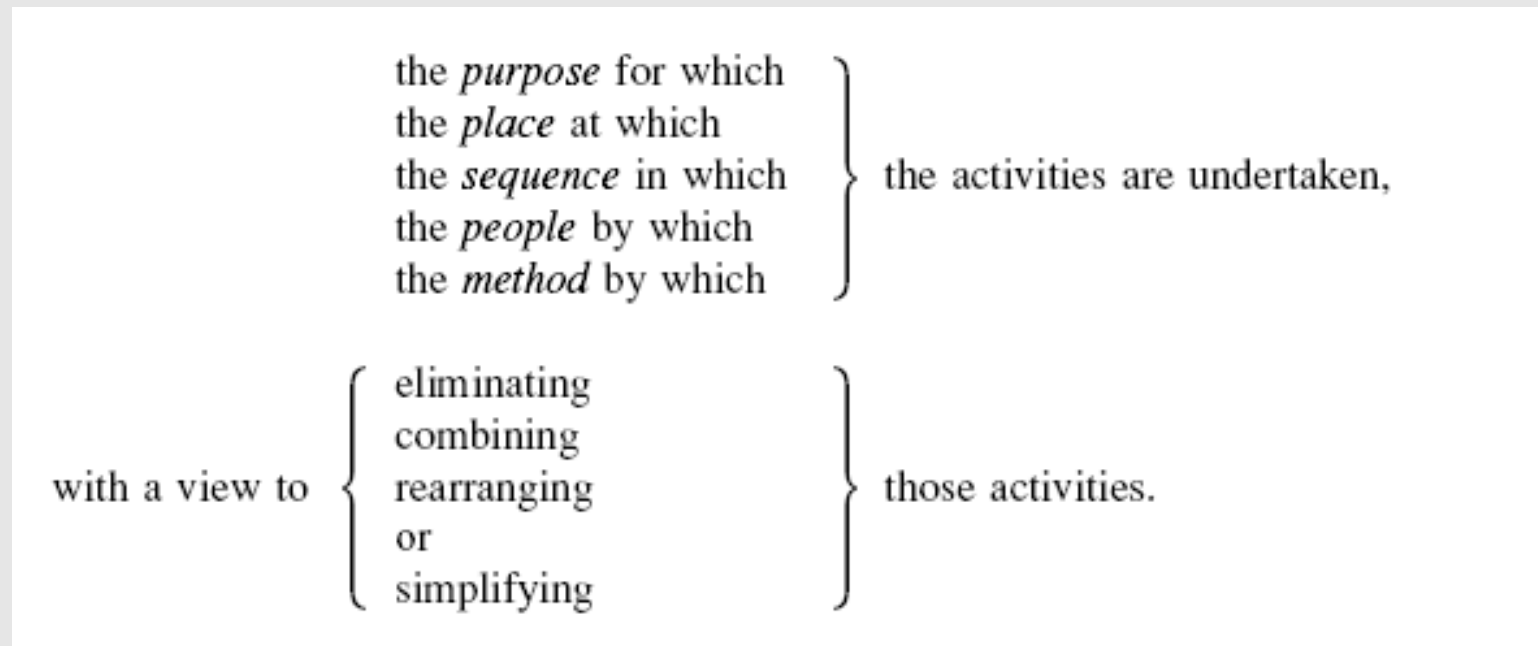 the purpose for which
the place at which
the sequence in which the activities are undertaken,
the people by which
the method by which
eliminating
combining
with a view to rearranging those activities.
or
simplifying